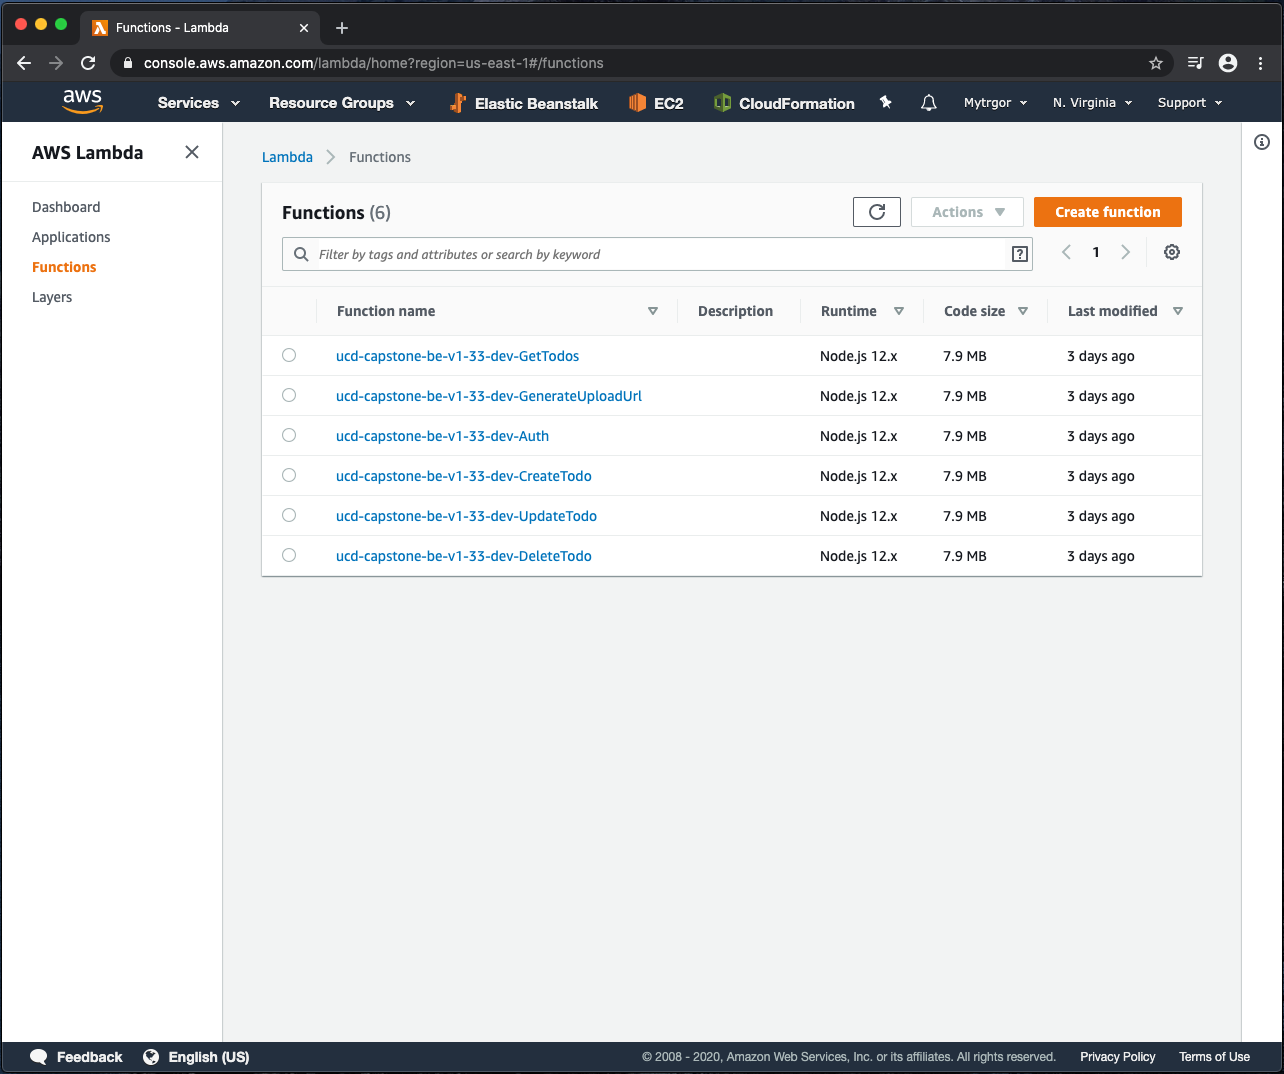 Functions - Lambda
console.aws.amazon.com/lambda/home?region=us-east-1#/functions
aws Services Resource Groups Elastic Beanstalk EC2 CloudFormation Mytrgor N. Virginia Support
AWS Lambda
Dashboard
Applications
Functions
Layers
Lambda Functions
Functions (6) Actions Create function
Filter by tags and attributes or search by keyword ? 1
Function name Description Runtime Code size Last modified
ucd-capstone-be-v1-33-dev-GetTodos Node.js 12.x 7.9 MB 3 days ago
ucd-capstone-be-v1-33-dev-GenerateUploadUrl Node.js 12.x 7.9 MB 3 days ago
ucd-capstone-be-v1-33-dev-Auth Node.js 12.x 7.9 MB 3 days ago
ucd-capstone-be-v1-33-dev-CreateTodo Node.js 12.x 7.9 MB 3 days ago
ucd-capstone-be-v1-33-dev-UpdateTodo Node.js 12.x 7.9 MB 3 days ago
ucd-capstone-be-v1-33-dev-DeleteTodo Node.js 12.x 7.9 MB 3 days ago
Feedback English (US) © 2008 - 2020, Amazon Web Services, Inc. or its affiliates. All rights reserved. Privacy Policy Terms of Use